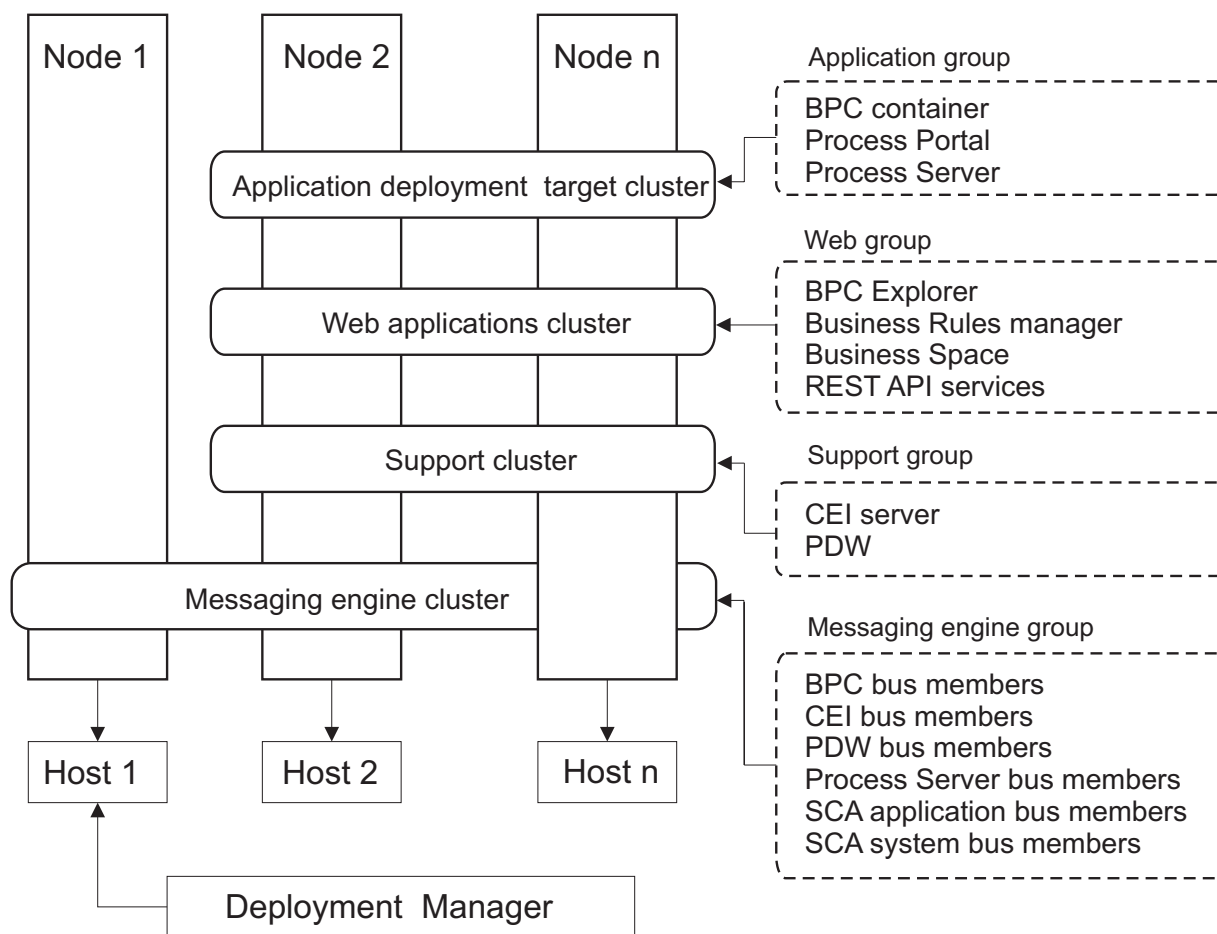 Node 1
Node 2
Node n
Application group
BPC container
Process Portal
Process Server
Application deployment target cluster
Web group
BPC Explorer
Business Rules manager
Business Space
REST API services
Web applications cluster
Support group
CEI server
PDW
Support cluster
Messaging engine cluster
Messaging engine group
BPC bus members
CEI bus members
PDW bus members
Process Server bus members
SCA application bus members
SCA system bus members
Host 1
Host 2
Host n
Deployment Manager